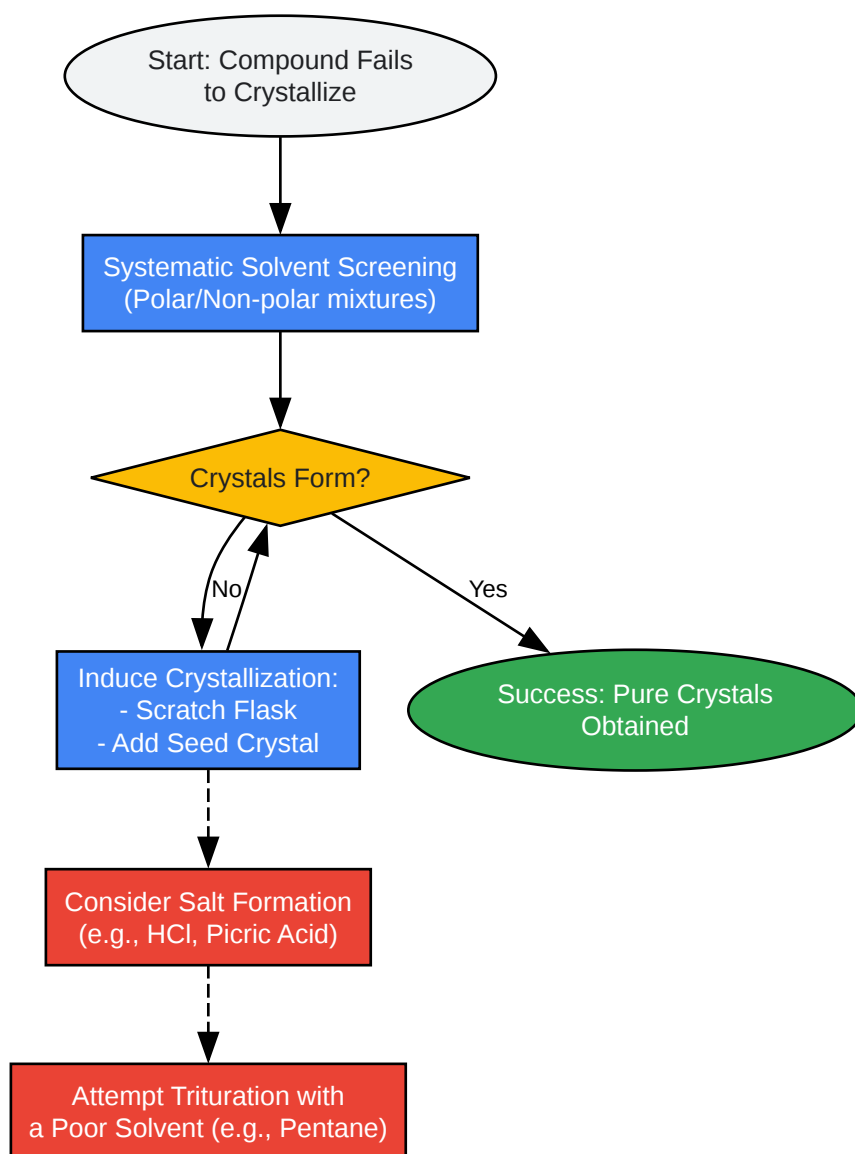 Start: Compound Fails
to Crystallize
Systematic Solvent Screening
(Polar/Non-polar mixtures)
Crystals Form?
No
Yes
Induce Crystallization:
- Scratch Flask
- Add Seed Crystal
Success: Pure Crystals
Obtained
Consider Salt Formation
(e.g., HCl, Picric Acid)
Attempt Trituration with
a Poor Solvent (e.g., Pentane)